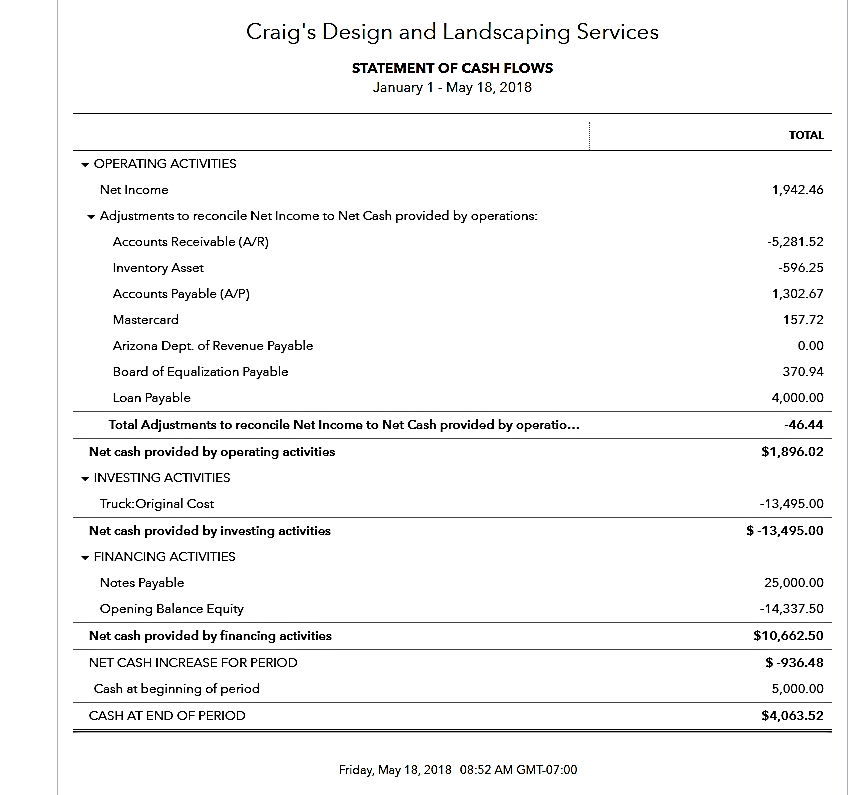 Craig's Design and Landscaping Services
STATEMENT OF CASH FLOWS
January 1 - May 18, 2018
TOTAL
OPERATING ACTIVITIES
Net Income 1,942.46
Adjustments to reconcile Net Income to Net Cash provided by operations:
Accounts Receivable (A/R) -5,281.52
Inventory Asset -596.25
Accounts Payable (A/P) 1,302.67
Mastercard 157.72
Arizona Dept. of Revenue Payable 0.00
Board of Equalization Payable 370.94
Loan Payable 4,000.00
Total Adjustments to reconcile Net Income to Net Cash provided by operatio... -46.44
Net cash provided by operating activities $1,896.02
INVESTING ACTIVITIES
Truck:Original Cost -13,495.00
Net cash provided by investing activities $ -13,495.00
FINANCING ACTIVITIES
Notes Payable 25,000.00
Opening Balance Equity -14,337.50
Net cash provided by financing activities $10,662.50
NET CASH INCREASE FOR PERIOD $ -936.48
Cash at beginning of period 5,000.00
CASH AT END OF PERIOD $4,063.52
Friday, May 18, 2018 08:52 AM GMT-07:00